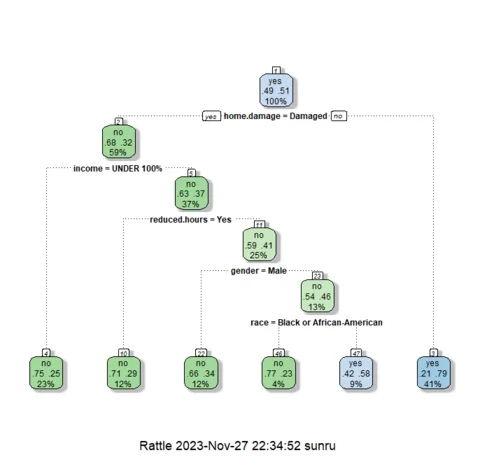 1
yes
.49 .51
100%
yes home.damage = Damaged no
2
no
.68 .32
59%
income = UNDER 100%
5
no
.63 .37
37%
reduced.hours = Yes
11
no
.59 .41
25%
gender = Male
23
no
.54 .46
13%
race = Black or African-American
4
no
.75 .25
23%
10
no
.71 .29
12%
22
no
.66 .34
12%
46
no
.77 .23
4%
47
yes
.42 .58
9%
3
yes
.21 .79
41%
Rattle 2023-Nov-27 22:34:52 sunru